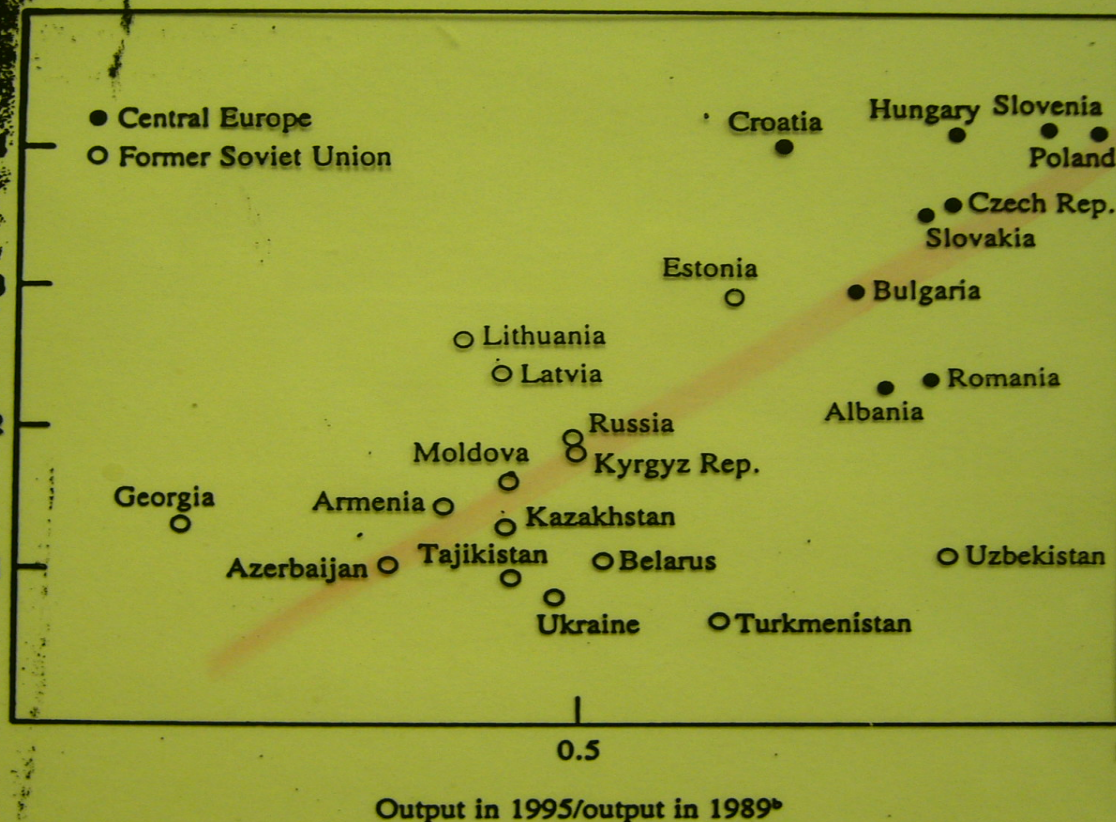 Central Europe
Former Soviet Union
Croatia
Hungary Slovenia
Poland
Czech Rep.
Slovakia
Estonia
Bulgaria
Lithuania
Latvia
Romania
Albania
Russia
Moldova
Kyrgyz Rep.
Georgia
Armenia
Kazakhstan
Tajikistan
Belarus
Uzbekistan
Azerbaijan
Ukraine
Turkmenistan
0.5
Output in 1995/output in 1989ᵇ